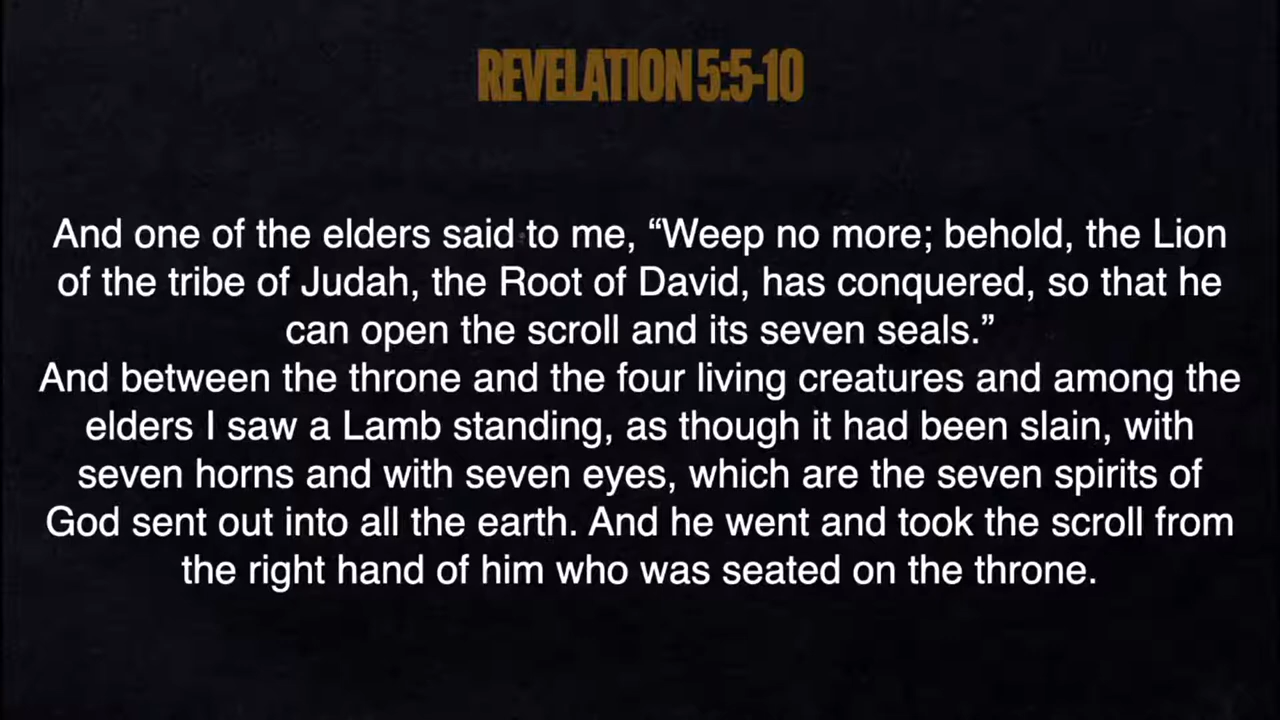 REVELATION 5:5-10
And one of the elders said to me, “Weep no more; behold, the Lion
of the tribe of Judah, the Root of David, has conquered, so that he
can open the scroll and its seven seals.”
And between the throne and the four living creatures and among the
elders I saw a Lamb standing, as though it had been slain, with
seven horns and with seven eyes, which are the seven spirits of
God sent out into all the earth. And he went and took the scroll from
the right hand of him who was seated on the throne.